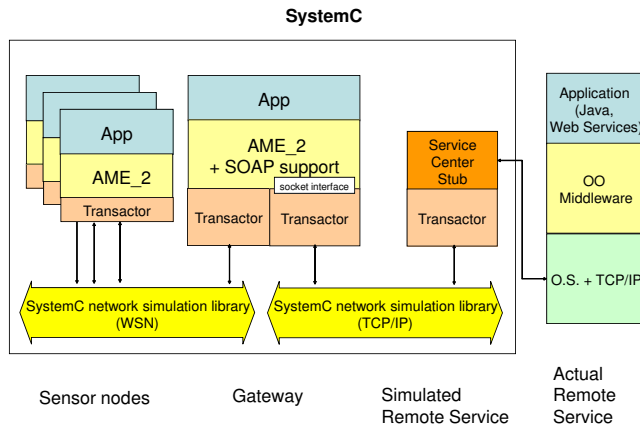 SystemC
App
AME_2
Transactor
App
AME_2
+ SOAP support
socket interface
Transactor
Transactor
Service
Center
Stub
Transactor
Application
(Java,
Web Services)
OO
Middleware
O.S. + TCP/IP
SystemC network simulation library
(WSN)
SystemC network simulation library
(TCP/IP)
Sensor nodes
Gateway
Simulated
Remote Service
Actual
Remote
Service